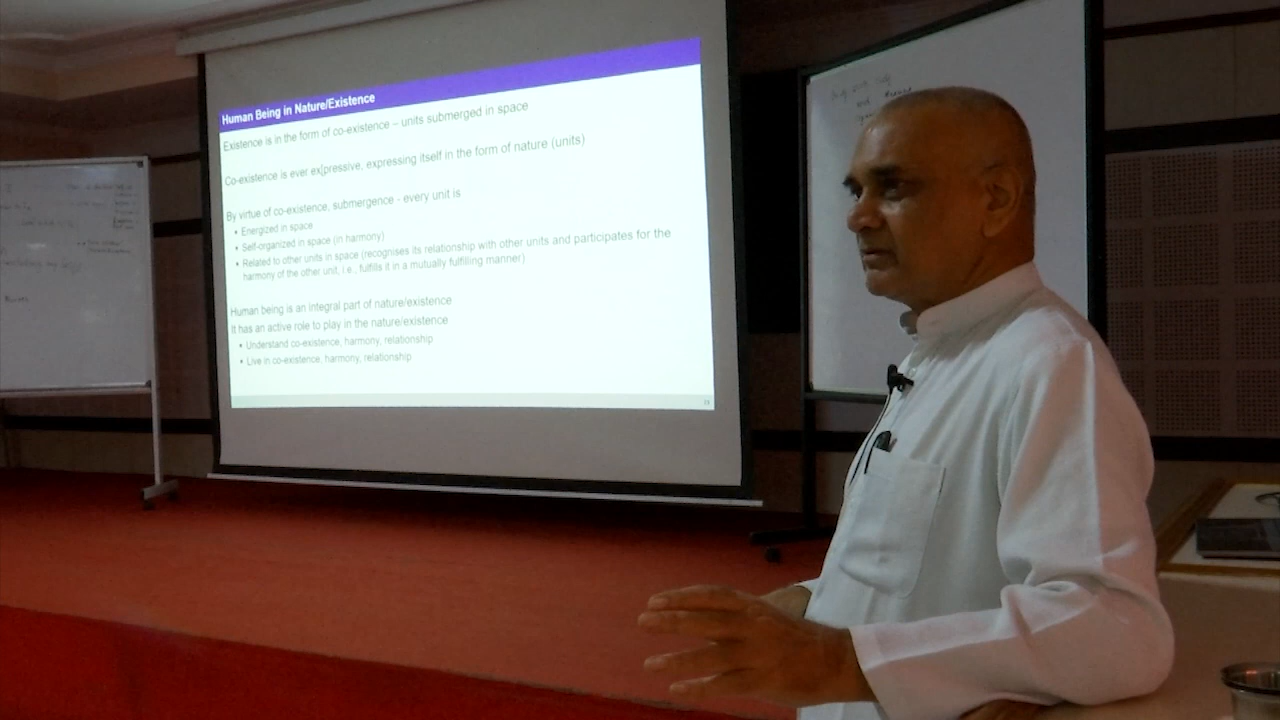 Human Being in Nature/Existence
Existence is in the form of co-existence – units submerged in space
Co-existence is ever ex[pressive, expressing itself in the form of nature (units)
By virtue of co-existence, submergence - every unit is
▪ Energized in space
▪ Self-organized in space (in harmony)
▪ Related to other units in space (recognises its relationship with other units and participates for the
harmony of the other unit, i.e., fulfills it in a mutually fulfilling manner)
Human being is an integral part of nature/existence
It has an active role to play in the nature/existence
▪ Understand co-existence, harmony, relationship
▪ Live in co-existence, harmony, relationship